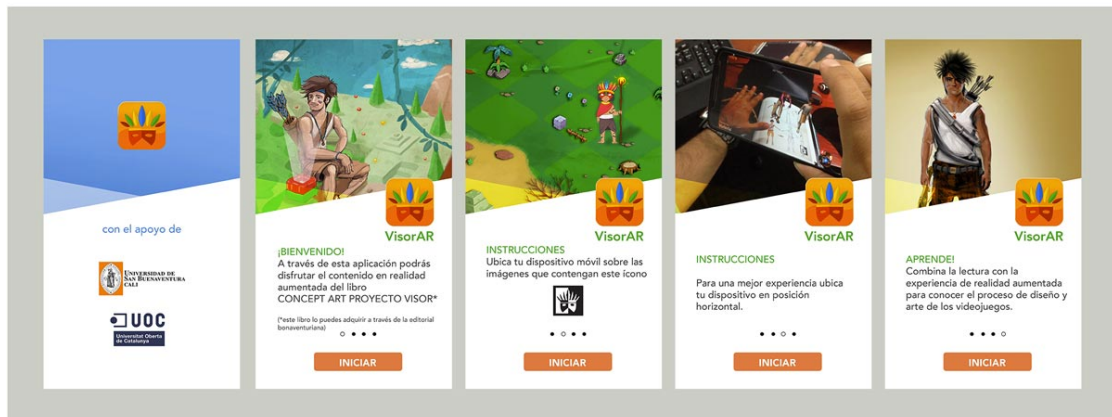 con el apoyo de
UNIVERSIDAD DE
SAN BUENAVENTURA
CALI
UOC
Universitat Oberta
de Catalunya
VisorAR
¡BIENVENIDO!
A través de esta aplicación podrás
disfrutar el contenido en realidad
aumentada del libro
CONCEPT ART PROYECTO VISOR*
(*este libro lo puedes adquirir a través de la editorial
bonaventuriana)
INICIAR
VisorAR
INSTRUCCIONES
Ubica tu dispositivo móvil sobre las
imágenes que contengan este ícono
INICIAR
VisorAR
INSTRUCCIONES
Para una mejor experiencia ubica
tu dispositivo en posición
horizontal.
INICIAR
VisorAR
APRENDE!
Combina la lectura con la
experiencia de realidad aumentada
para conocer el proceso de diseño y
arte de los videojuegos.
INICIAR